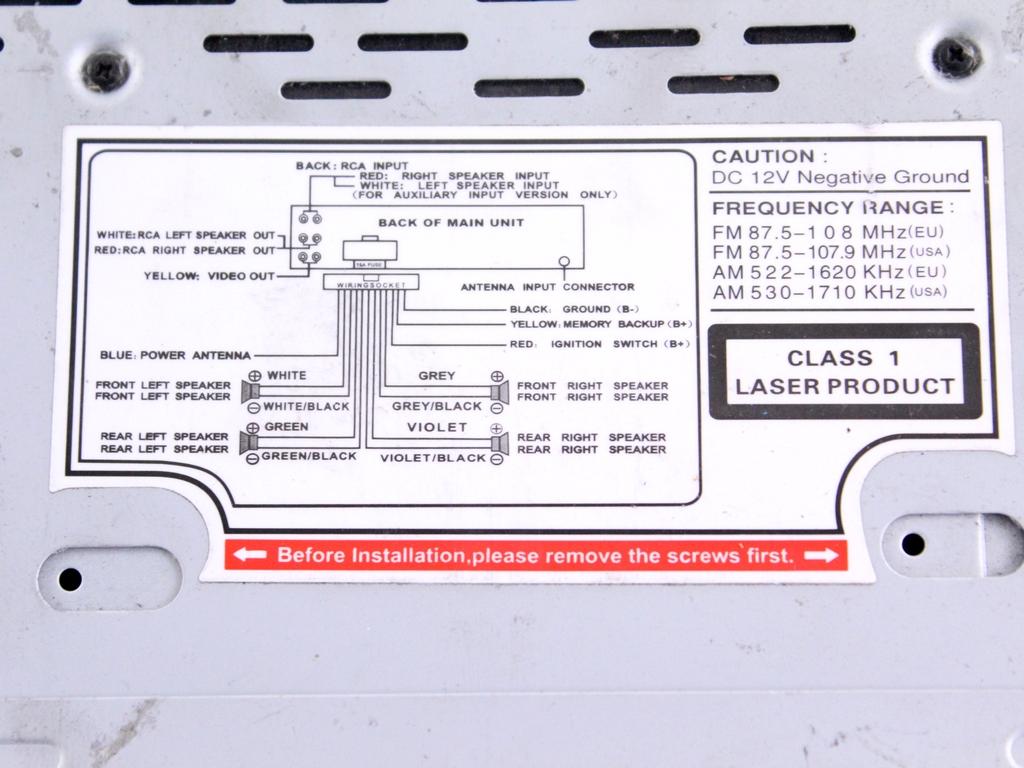 BACK: RCA INPUT
RED: RIGHT SPEAKER INPUT
WHITE: LEFT SPEAKER INPUT
(FOR AUXILIARY INPUT VERSION ONLY)
BACK OF MAIN UNIT
WHITE:RCA LEFT SPEAKER OUT
RED:RCA RIGHT SPEAKER OUT
YELLOW: VIDEO OUT
15A FUSE
WIRINGSOCKET
ANTENNA INPUT CONNECTOR
BLACK: GROUND (B-)
YELLOW:MEMORY BACKUP (B+)
RED: IGNITION SWITCH (B+)
BLUE: POWER ANTENNA
WHITE
FRONT LEFT SPEAKER
FRONT LEFT SPEAKER
WHITE/BLACK
GREEN
REAR LEFT SPEAKER
REAR LEFT SPEAKER
GREEN/BLACK
GREY
FRONT RIGHT SPEAKER
FRONT RIGHT SPEAKER
GREY/BLACK
VIOLET
REAR RIGHT SPEAKER
REAR RIGHT SPEAKER
VIOLET/BLACK
CAUTION :
DC 12V Negative Ground
FREQUENCY RANGE :
FM 87.5-108 MHz(EU)
FM 87.5-107.9 MHz(USA)
AM 522-1620 KHz(EU)
AM 530-1710 KHz(USA)
CLASS 1
LASER PRODUCT
Before Installation,please remove the screws first.